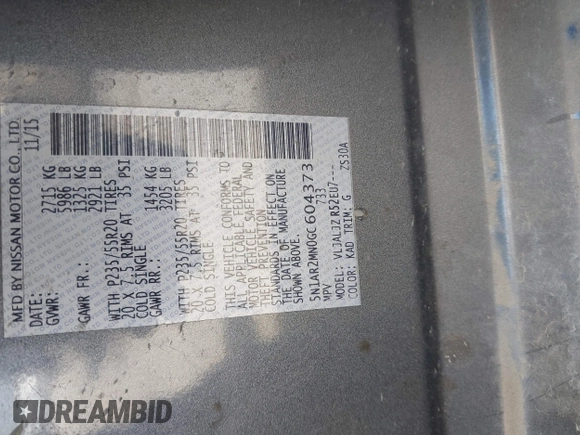 MFD BY NISSAN MOTOR CO., LTD.
DATE: 11/15
GVWR: 2715 KG
5986 LB
GAWR FR.: 1325 KG
2921 LB
WITH P235/55R20 TIRES
20 X 7.5 RIMS AT 35 PSI
COLD SINGLE
GAWR RR.: 1454 KG
3205 LB
WITH P235/55R20 TIRES
20 X 7.5 RIMS AT 35 PSI
COLD SINGLE
THIS VEHICLE CONFORMS TO
ALL APPLICABLE FEDERAL
MOTOR VEHICLE SAFETY AND
THEFT PREVENTION
STANDARDS IN EFFECT ON
THE DATE OF MANUFACTURE
SHOWN ABOVE.
5N1AR2MN0GC604373
MPV 733
MODEL: VL3AL3Z R52EU7---
COLOR: KAD TRIM: G ZS30A
DREAMBID